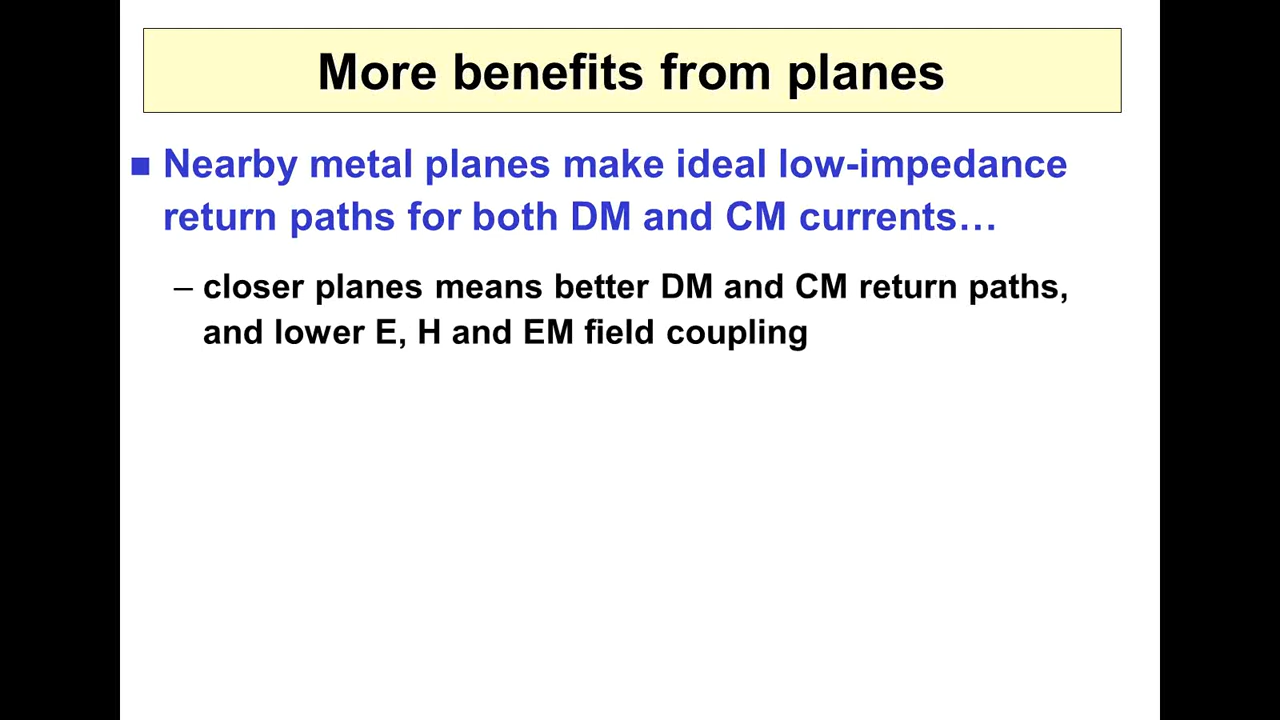 More benefits from planes
■ Nearby metal planes make ideal low-impedance
return paths for both DM and CM currents…
– closer planes means better DM and CM return paths,
and lower E, H and EM field coupling